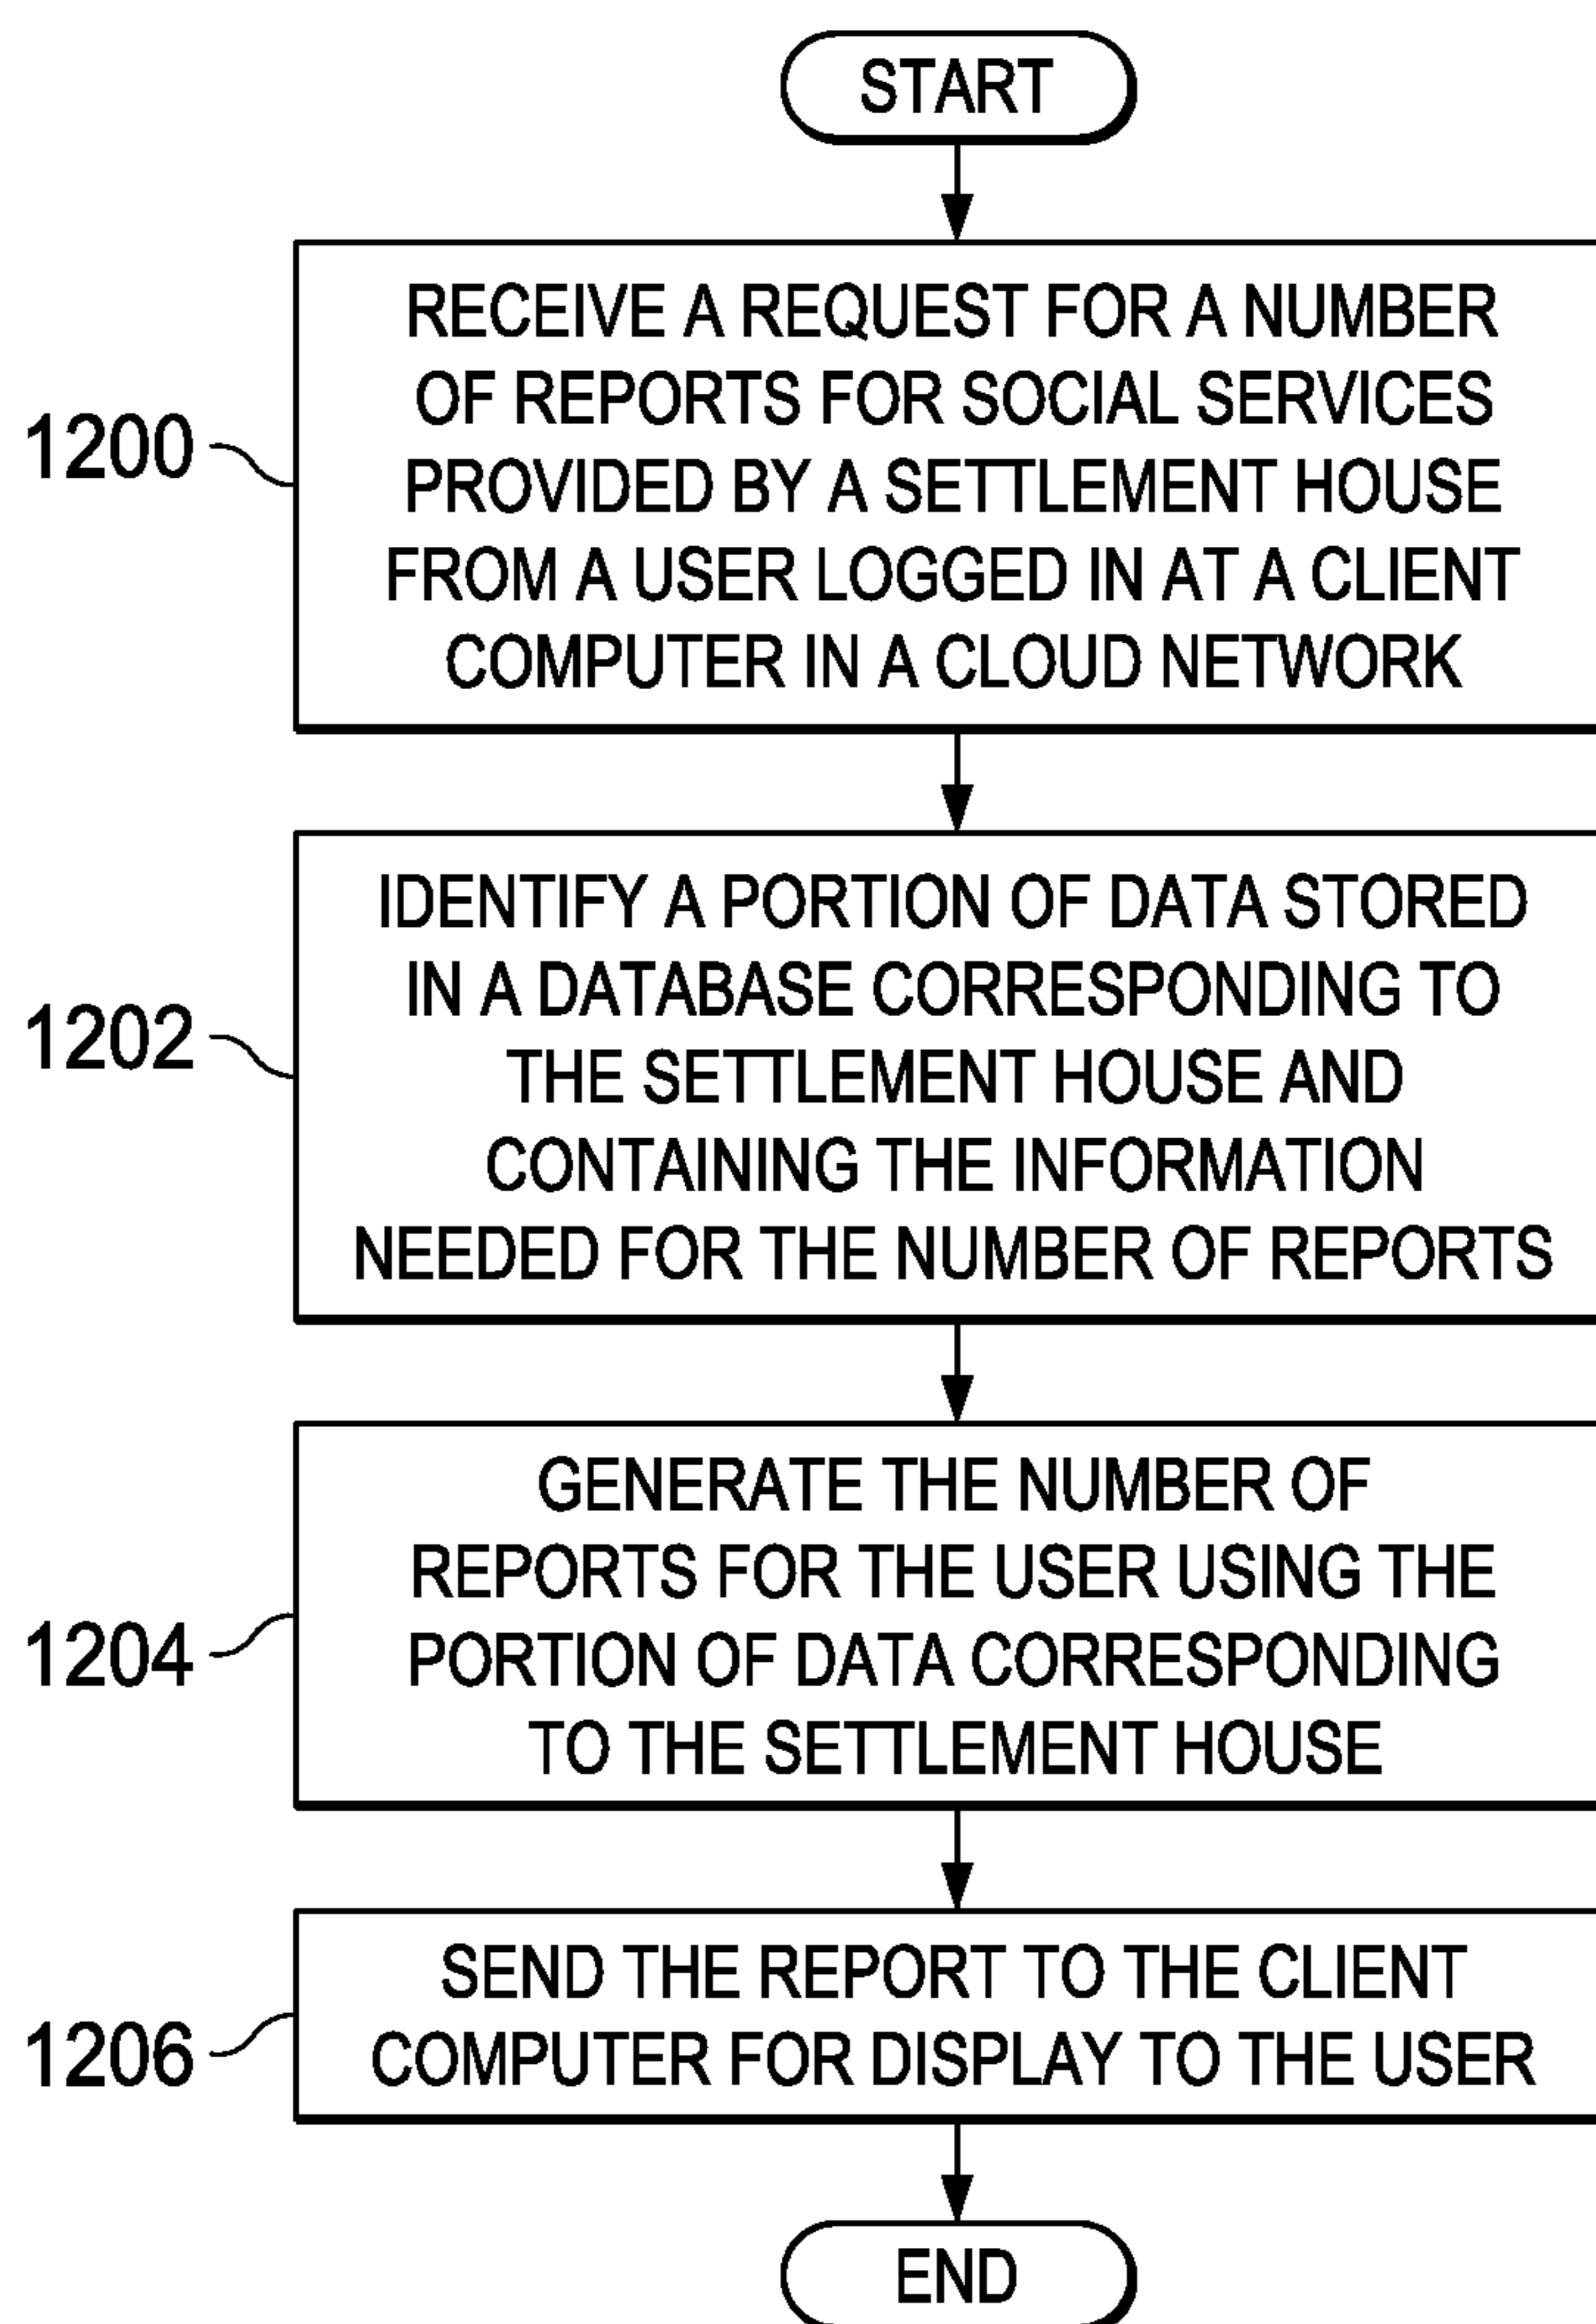 START
RECEIVE A REQUEST FOR A NUMBER
OF REPORTS FOR SOCIAL SERVICES
PROVIDED BY A SETTLEMENT HOUSE
FROM A USER LOGGED IN AT A CLIENT
COMPUTER IN A CLOUD NETWORK
1200
IDENTIFY A PORTION OF DATA STORED
IN A DATABASE CORRESPONDING TO
THE SETTLEMENT HOUSE AND
CONTAINING THE INFORMATION
NEEDED FOR THE NUMBER OF REPORTS
1202
GENERATE THE NUMBER OF
REPORTS FOR THE USER USING THE
PORTION OF DATA CORRESPONDING
TO THE SETTLEMENT HOUSE
1204
SEND THE REPORT TO THE CLIENT
COMPUTER FOR DISPLAY TO THE USER
1206
END